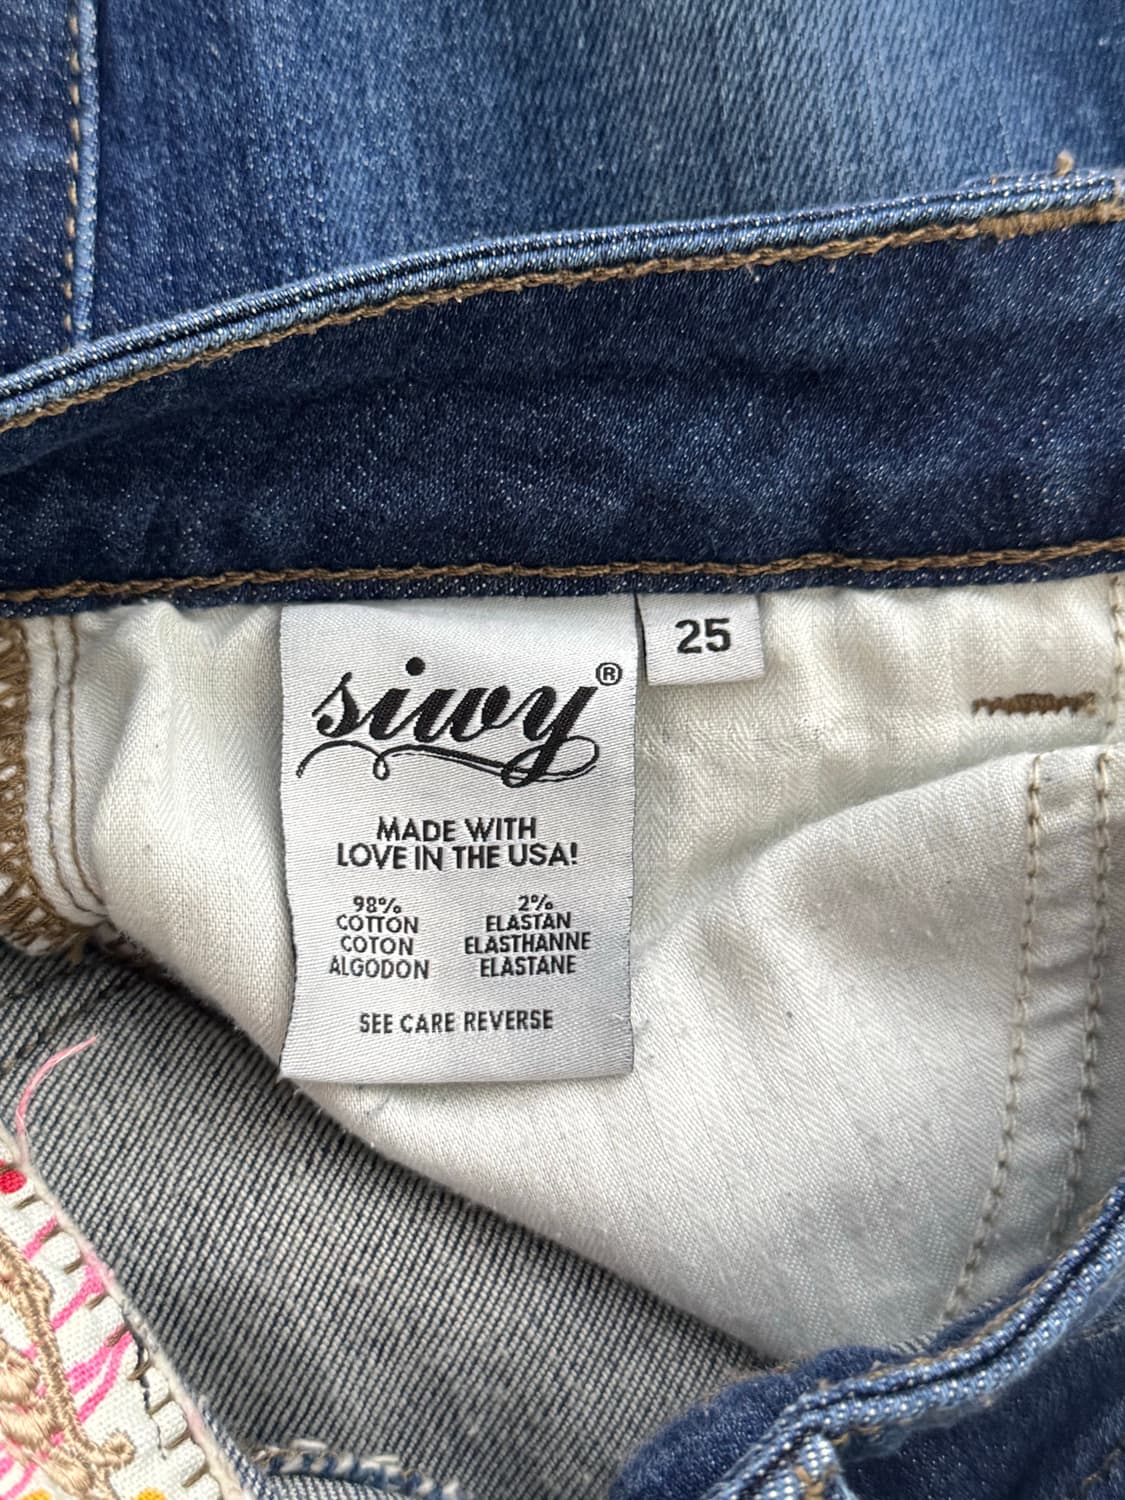 siwy®
25
MADE WITH
LOVE IN THE USA!
98%
COTTON
COTON
ALGODON
2%
ELASTAN
ELASTHANNE
ELASTANE
SEE CARE REVERSE